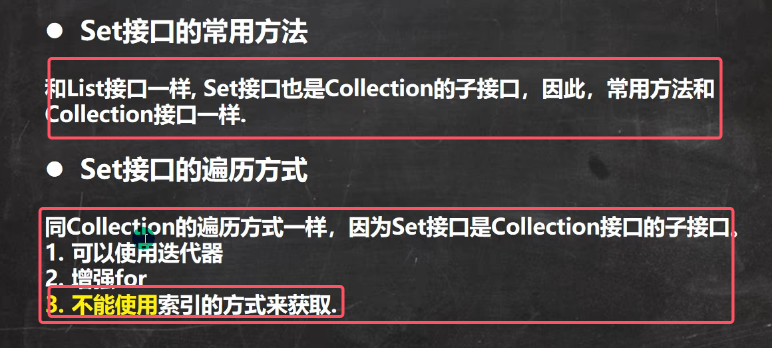 ● Set接口的常用方法
和List接口一样, Set接口也是Collection的子接口，因此，常用方法和
Collection接口一样.
● Set接口的遍历方式
同Collection的遍历方式一样，因为Set接口是Collection接口的子接口。
1. 可以使用迭代器
2. 增强for
3. 不能使用索引的方式来获取.